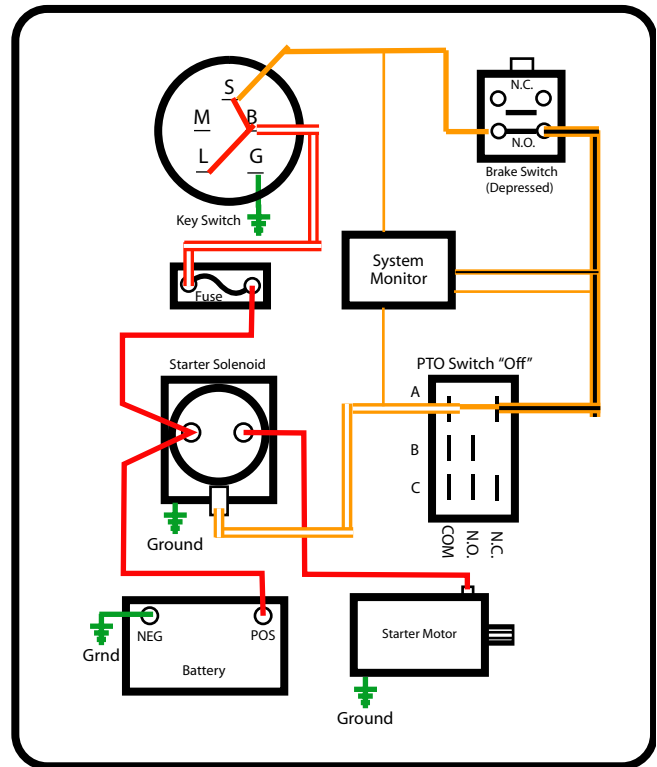 S
M B
L G
Key Switch
N.C.
N.O.
Brake Switch
(Depressed)
System
Monitor
Fuse
Starter Solenoid
PTO Switch “Off”
A
B
C
COM
N.O.
N.C.
Ground
NEG
POS
Grnd
Battery
Starter Motor
Ground